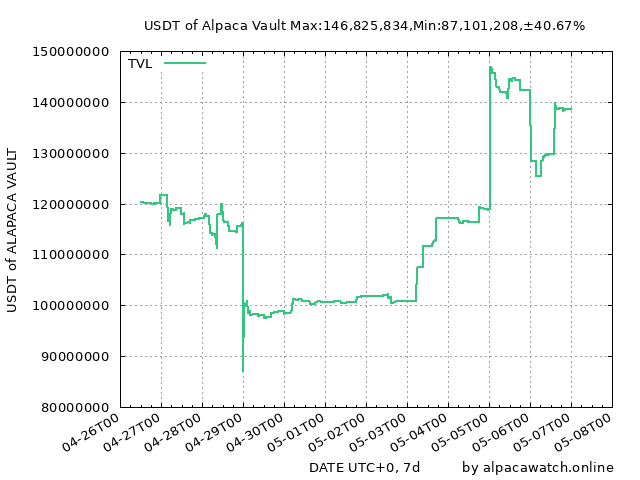 USDT of Alpaca Vault Max:146,825,834,Min:87,101,208,±40.67%
TVL
150000000
140000000
130000000
120000000
110000000
100000000
90000000
80000000
USDT of ALAPACA VAULT
04-26T00
04-27T00
04-28T00
04-29T00
04-30T00
05-01T00
05-02T00
05-03T00
05-04T00
05-05T00
05-06T00
05-07T00
05-08T00
DATE UTC+0, 7d
by alpacawatch.online